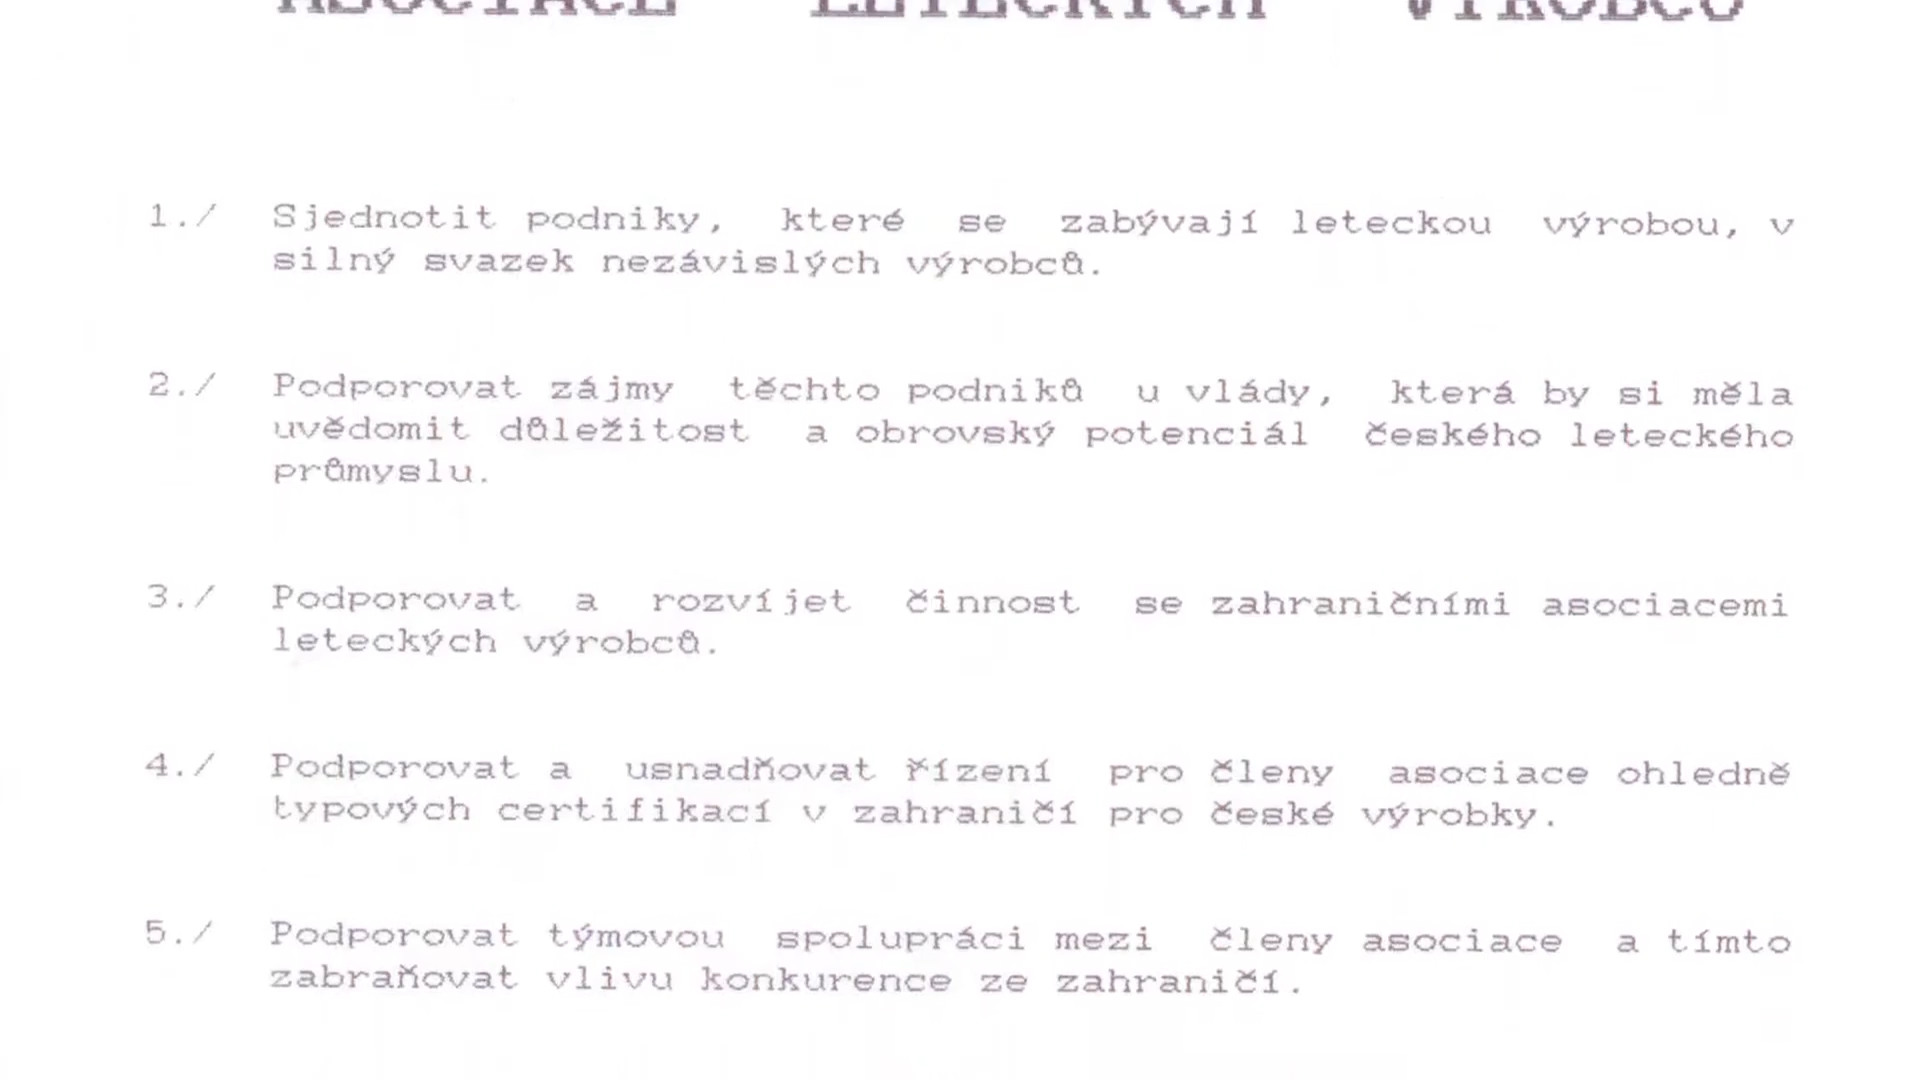 ASOCIACE LETECKÝCH VÝROBCŮ
1./ Sjednotit podniky, které se zabývají leteckou výrobou, v
silný svazek nezávislých výrobců.
2./ Podporovat zájmy těchto podniků u vlády, která by si měla
uvědomit důležitost a obrovský potenciál českého leteckého
průmyslu.
3./ Podporovat a rozvíjet činnost se zahraničními asociacemi
leteckých výrobců.
4./ Podporovat a usnadňovat řízení pro členy asociace ohledně
typových certifikací v zahraničí pro české výrobky.
5./ Podporovat týmovou spolupráci mezi členy asociace a tímto
zabraňovat vlivu konkurence ze zahraničí.